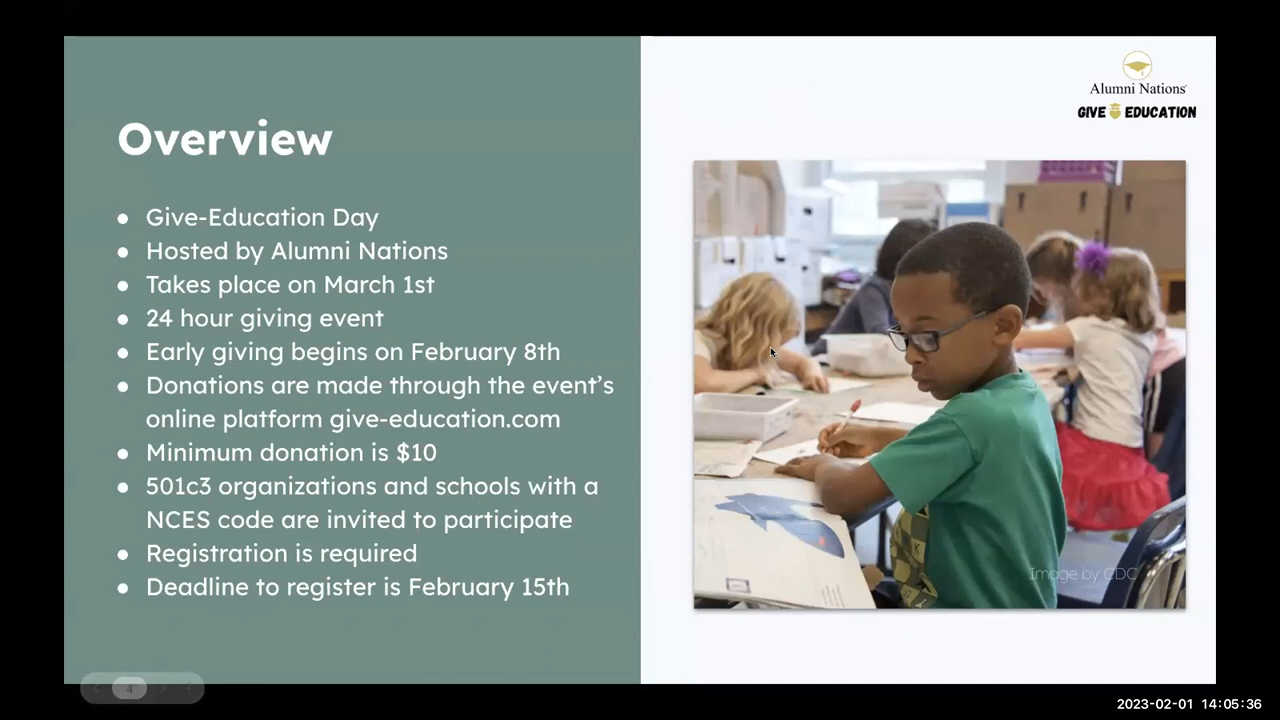 Alumni Nations
GIVE EDUCATION
Overview
• Give-Education Day
• Hosted by Alumni Nations
• Takes place on March 1st
• 24 hour giving event
• Early giving begins on February 8th
• Donations are made through the event’s
online platform give-education.com
• Minimum donation is $10
• 501c3 organizations and schools with a
NCES code are invited to participate
• Registration is required
• Deadline to register is February 15th
Image by CDC
4
2023-02-01 14:05:36